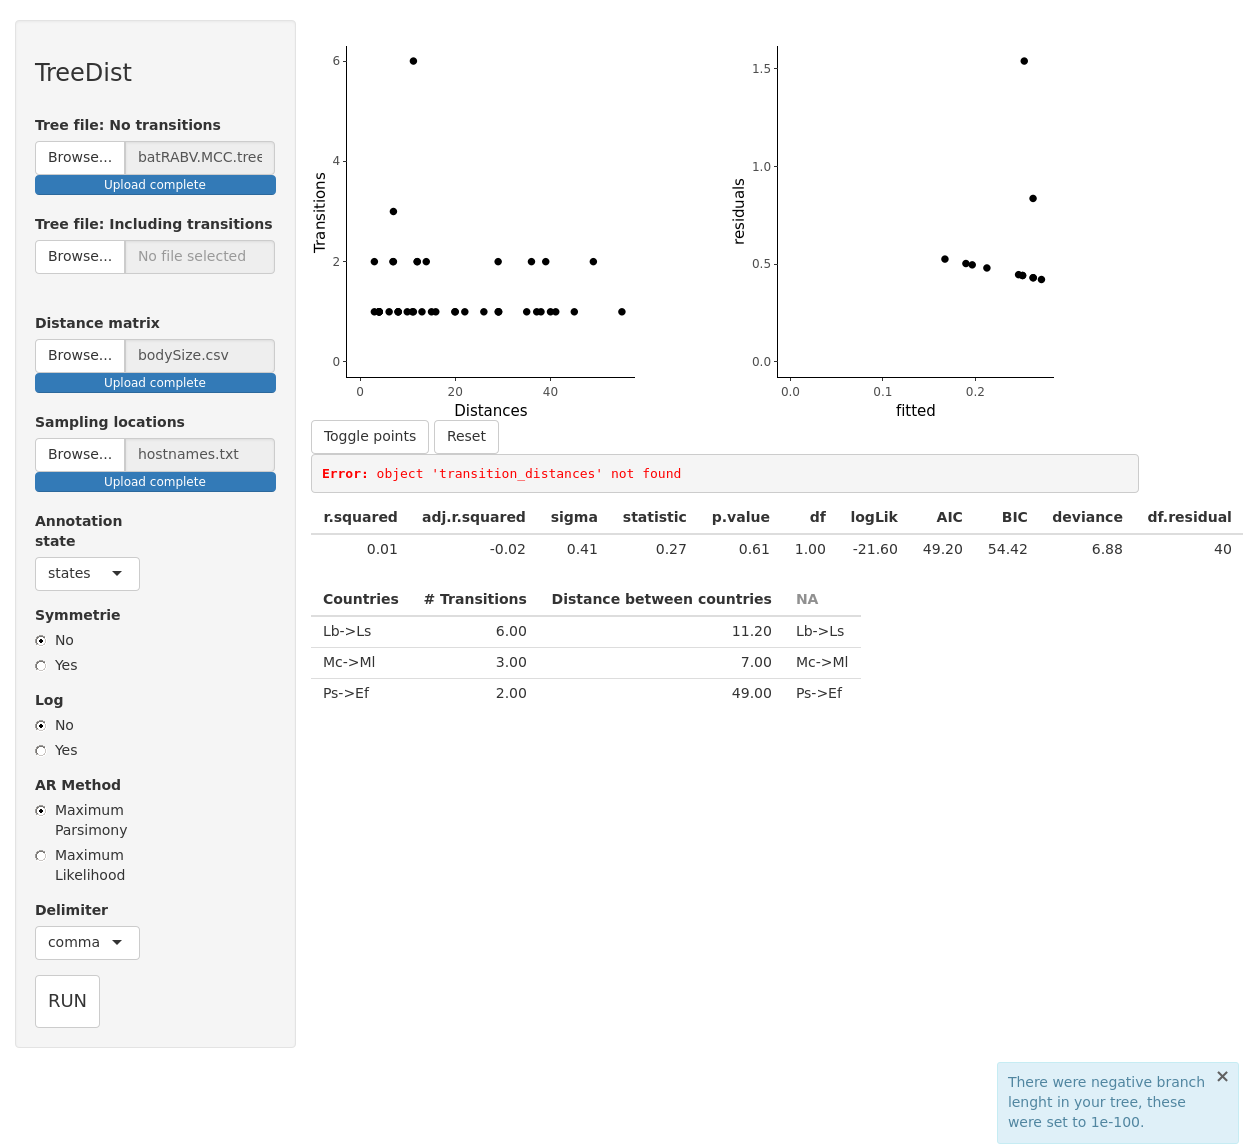 TreeDist
Tree file: No transitions
Browse... batRABV.MCC.tree
Upload complete
Tree file: Including transitions
Browse... No file selected
Distance matrix
Browse... bodySize.csv
Upload complete
Sampling locations
Browse... hostnames.txt
Upload complete
Annotation
state
states
Symmetrie
No
Yes
Log
No
Yes
AR Method
Maximum
Parsimony
Maximum
Likelihood
Delimiter
comma
RUN
Transitions
6
4
2
0
0 20 40
Distances
residuals
1.5
1.0
0.5
0.0
0.0 0.1 0.2
fitted
Toggle points Reset
Error: object 'transition_distances' not found
r.squared adj.r.squared sigma statistic p.value df logLik AIC BIC deviance df.residual
0.01 -0.02 0.41 0.27 0.61 1.00 -21.60 49.20 54.42 6.88 40
Countries # Transitions Distance between countries NA
Lb->Ls 6.00 11.20 Lb->Ls
Mc->Ml 3.00 7.00 Mc->Ml
Ps->Ef 2.00 49.00 Ps->Ef
There were negative branch ×
lenght in your tree, these
were set to 1e-100.